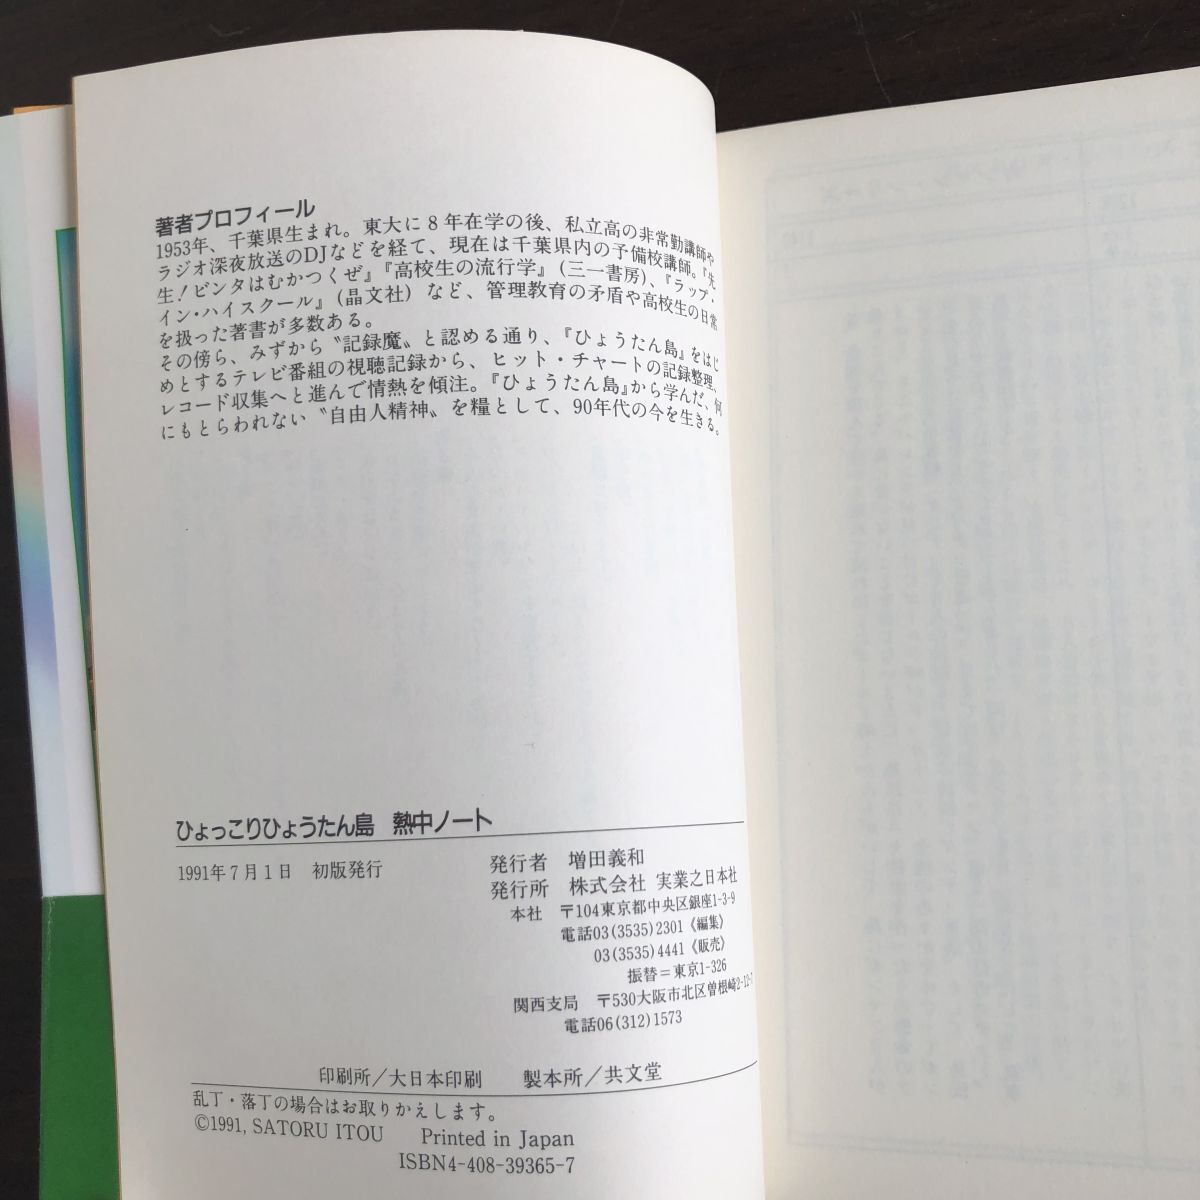 著者プロフィール
1953年、千葉県生まれ。東大に8年在学の後、私立高の非常勤講師や
ラジオ深夜放送のDJなどを経て、現在は千葉県内の予備校講師。『先
生!ビンタはむかつくぜ』『高校生の流行学』(三一書房)、『ラップ・
イン・ハイスクール』(晶文社)など、管理教育の矛盾や高校生の日常
を扱った著書が多数ある。
その傍ら、みずから〝記録魔〟と認める通り、『ひょうたん島』をはじ
めとするテレビ番組の視聴記録から、ヒット・チャートの記録整理、
レコード収集へと進んで情熱を傾注。『ひょうたん島』から学んだ、何
にもとらわれない〝自由人精神〟を糧として、90年代の今を生きる。
ひょっこりひょうたん島 熱中ノート
1991年7月1日 初版発行
発行者 増田義和
発行所 株式会社 実業之日本社
本社 〒104東京都中央区銀座1-3-9
電話03(3535)2301《編集》
03(3535)4441《販売》
振替=東京1-326
関西支局 〒530大阪市北区曽根崎2-12-7
電話06(312)1573
印刷所/大日本印刷 製本所/共文堂
乱丁・落丁の場合はお取りかえします。
©1991, SATORU ITOU Printed in Japan
ISBN4-408-39365-7